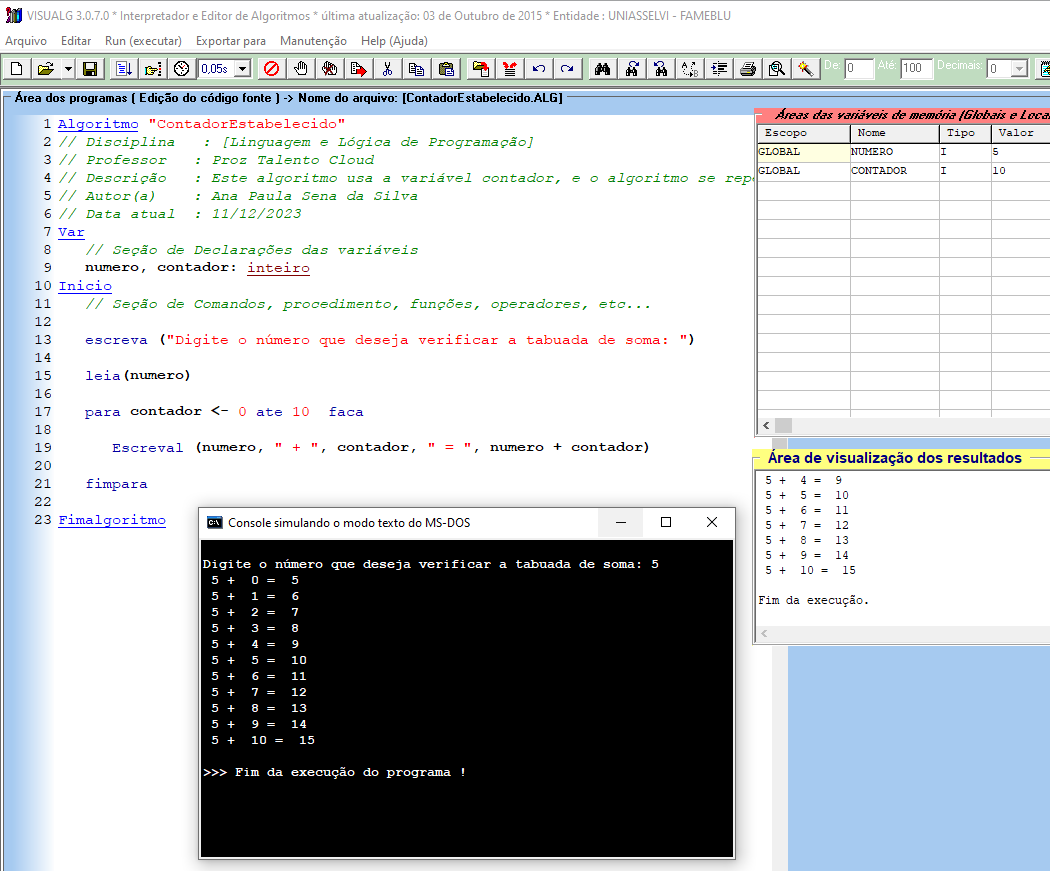 VISUALG 3.0.7.0 * Interpretador e Editor de Algoritmos * última atualização: 03 de Outubro de 2015 * Entidade : UNIASSELVI - FAMEBLU
Arquivo Editar Run (executar) Exportar para Manutenção Help (Ajuda)
0,05s De: 0 Até: 100 Decimais: 0
Área dos programas ( Edição do código fonte ) -> Nome do arquivo: [ContadorEstabelecido.ALG]
1 Algoritmo "ContadorEstabelecido"
2 // Disciplina : [Linguagem e Lógica de Programação]
3 // Professor : Proz Talento Cloud
4 // Descrição : Este algoritmo usa a variável contador, e o algoritmo se repe
5 // Autor(a) : Ana Paula Sena da Silva
6 // Data atual : 11/12/2023
7 Var
8 // Seção de Declarações das variáveis
9 numero, contador: inteiro
10 Inicio
11 // Seção de Comandos, procedimento, funções, operadores, etc...
12
13 escreva ("Digite o número que deseja verificar a tabuada de soma: ")
14
15 leia(numero)
16
17 para contador <- 0 ate 10 faca
18
19 Escreval (numero, " + ", contador, " = ", numero + contador)
20
21 fimpara
22
23 Fimalgoritmo
Áreas das variáveis de memória (Globais e Loca
Escopo Nome Tipo Valor
GLOBAL NUMERO I 5
GLOBAL CONTADOR I 10
Área de visualização dos resultados
5 + 4 = 9
5 + 5 = 10
5 + 6 = 11
5 + 7 = 12
5 + 8 = 13
5 + 9 = 14
5 + 10 = 15
Fim da execução.
C:\ Console simulando o modo texto do MS-DOS
Digite o número que deseja verificar a tabuada de soma: 5
5 + 0 = 5
5 + 1 = 6
5 + 2 = 7
5 + 3 = 8
5 + 4 = 9
5 + 5 = 10
5 + 6 = 11
5 + 7 = 12
5 + 8 = 13
5 + 9 = 14
5 + 10 = 15
>>> Fim da execução do programa !